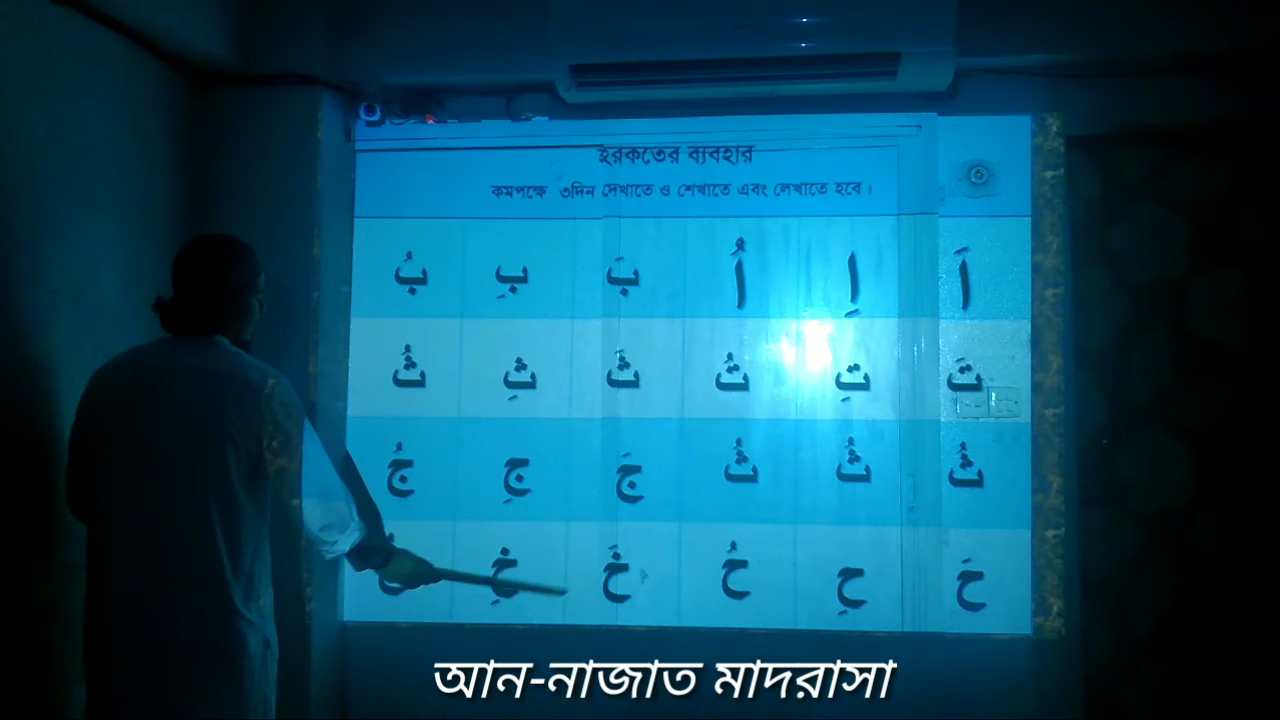 হরকতের ব্যবহার
কমপক্ষে ৩দিন দেখাতে ও শেখাতে এবং লেখাতে হবে।
اَ اِ اُ بَ بِ بُ
تَ تِ تُ ثَ ثِ ثُ
ثُ ثُ ثُ جَ جِ جُ
حَ حِ حُ خَ خِ
আন-নাজাত মাদরাসা